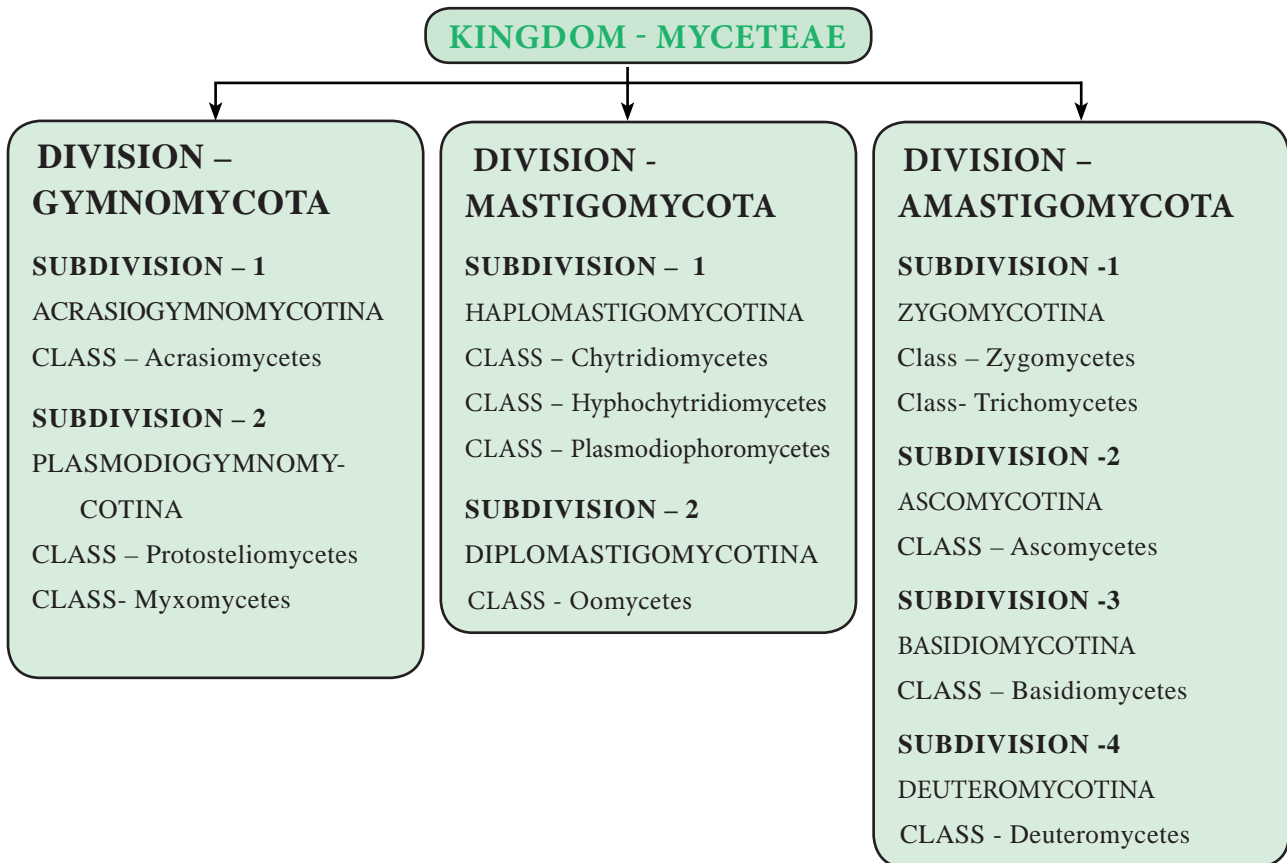 KINGDOM - MYCETEAE
DIVISION –
GYMNOMYCOTA
SUBDIVISION – 1
ACRASIOGYMNOMYCOTINA
CLASS – Acrasiomycetes
SUBDIVISION – 2
PLASMODIOGYMNOMY-
COTINA
CLASS – Protosteliomycetes
CLASS- Myxomycetes
DIVISION -
MASTIGOMYCOTA
SUBDIVISION – 1
HAPLOMASTIGOMYCOTINA
CLASS – Chytridiomycetes
CLASS – Hyphochytridiomycetes
CLASS – Plasmodiophoromycetes
SUBDIVISION – 2
DIPLOMASTIGOMYCOTINA
CLASS - Oomycetes
DIVISION –
AMASTIGOMYCOTA
SUBDIVISION -1
ZYGOMYCOTINA
Class – Zygomycetes
Class- Trichomycetes
SUBDIVISION -2
ASCOMYCOTINA
CLASS – Ascomycetes
SUBDIVISION -3
BASIDIOMYCOTINA
CLASS – Basidiomycetes
SUBDIVISION -4
DEUTEROMYCOTINA
CLASS - Deuteromycetes